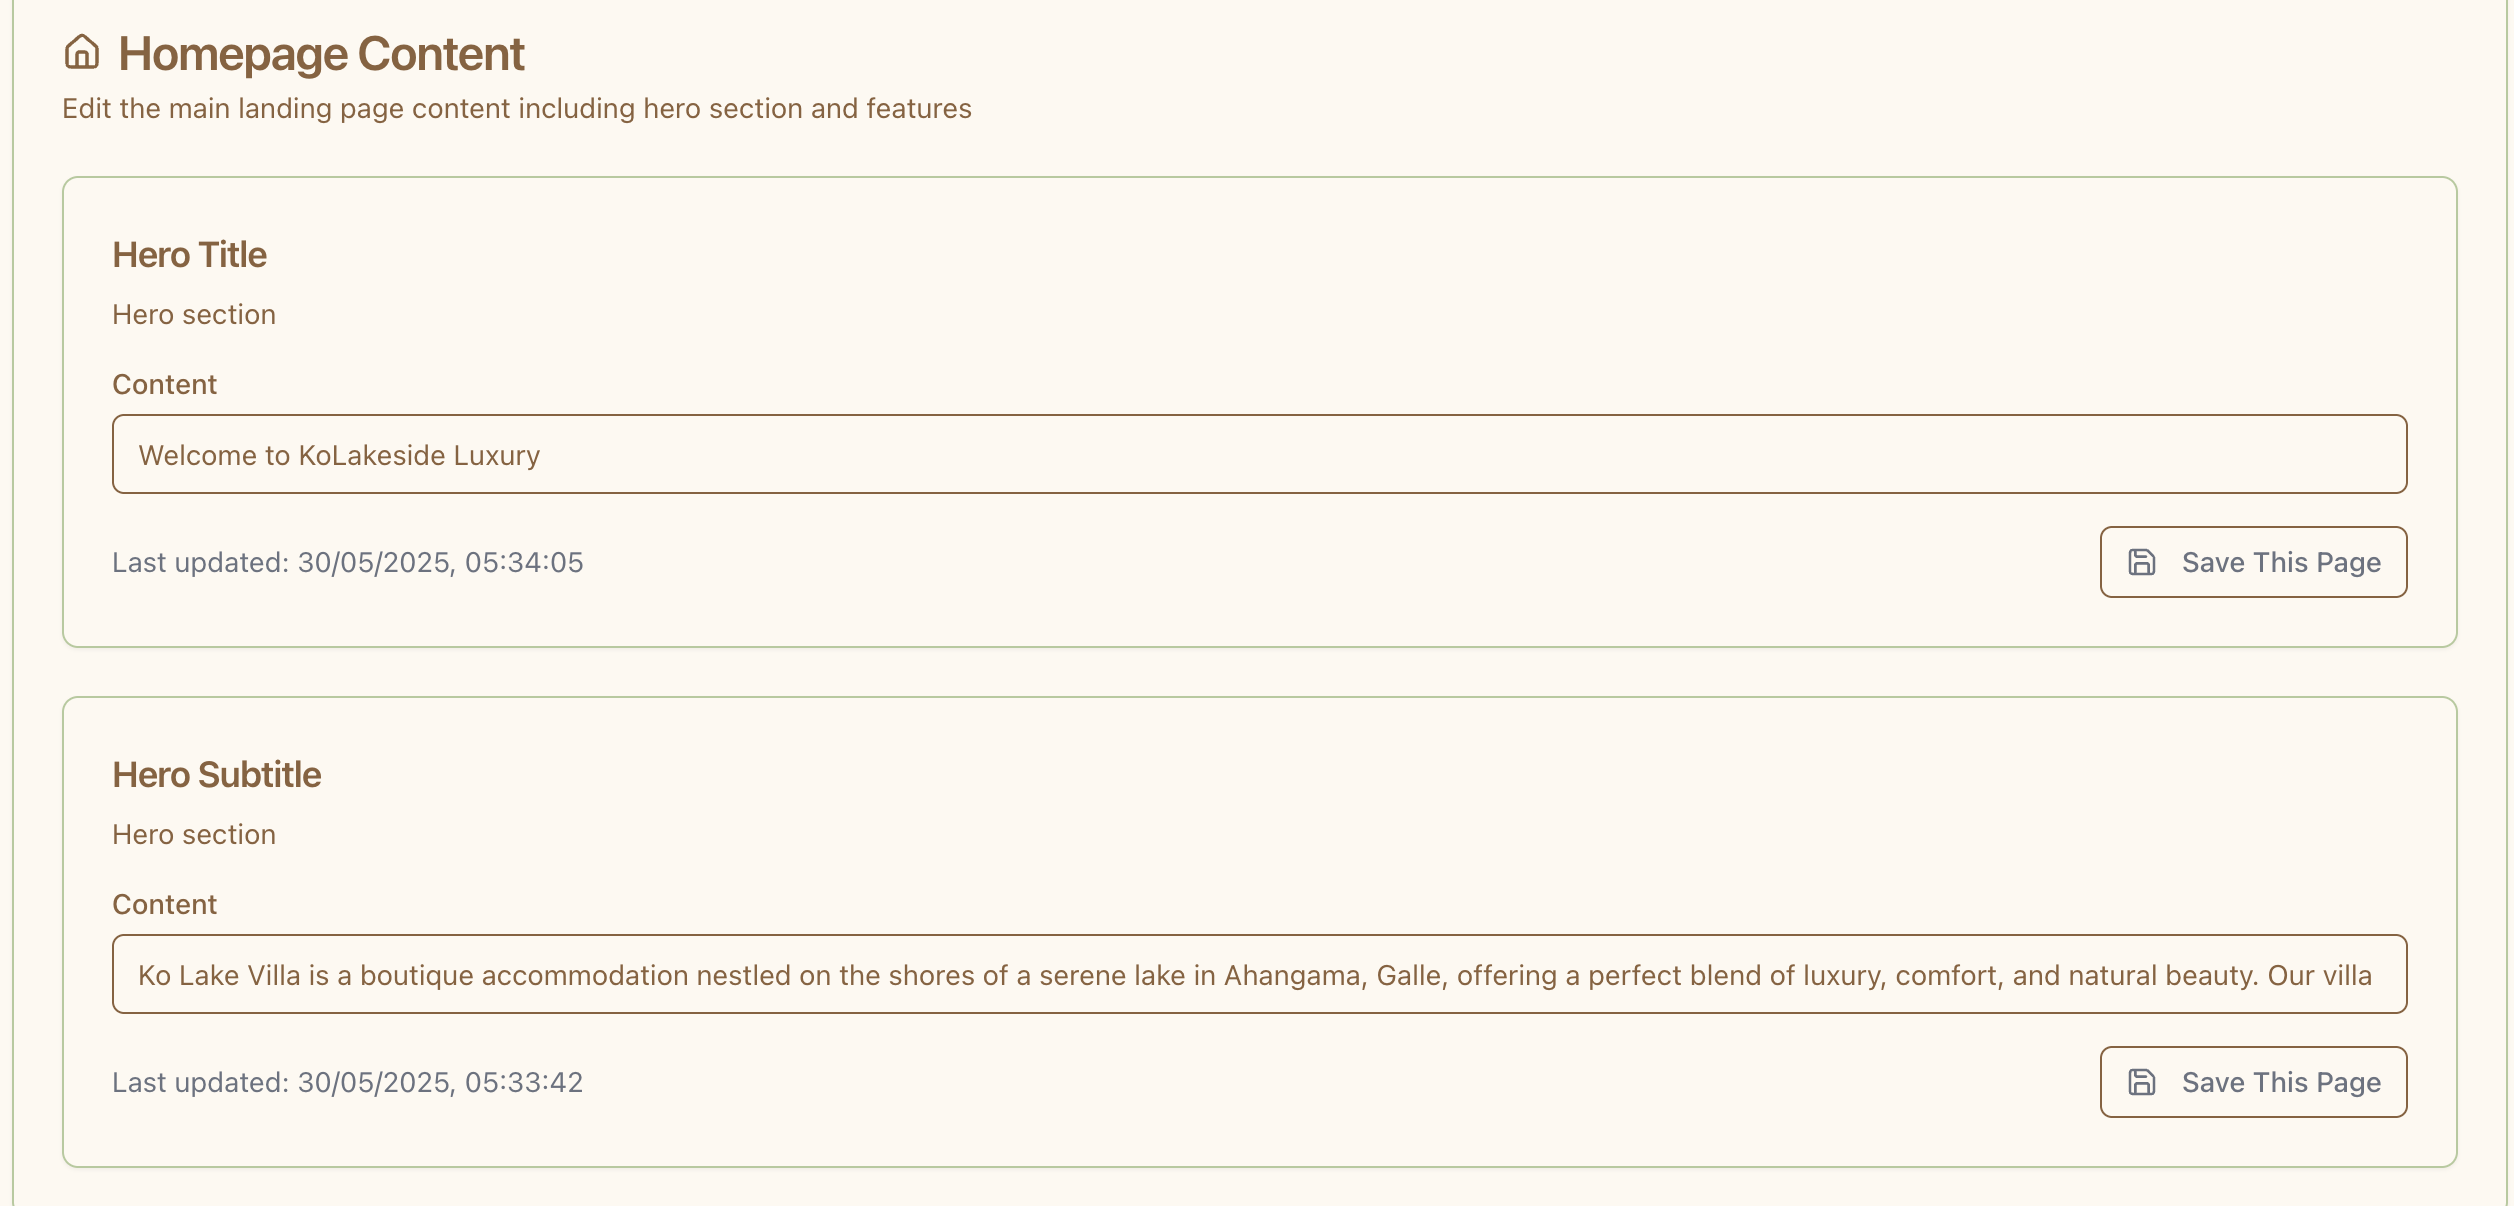 Homepage Content
Edit the main landing page content including hero section and features
Hero Title
Hero section
Content
Welcome to KoLakeside Luxury
Last updated: 30/05/2025, 05:34:05
Save This Page
Hero Subtitle
Hero section
Content
Ko Lake Villa is a boutique accommodation nestled on the shores of a serene lake in Ahangama, Galle, offering a perfect blend of luxury, comfort, and natural beauty. Our villa
Last updated: 30/05/2025, 05:33:42
Save This Page